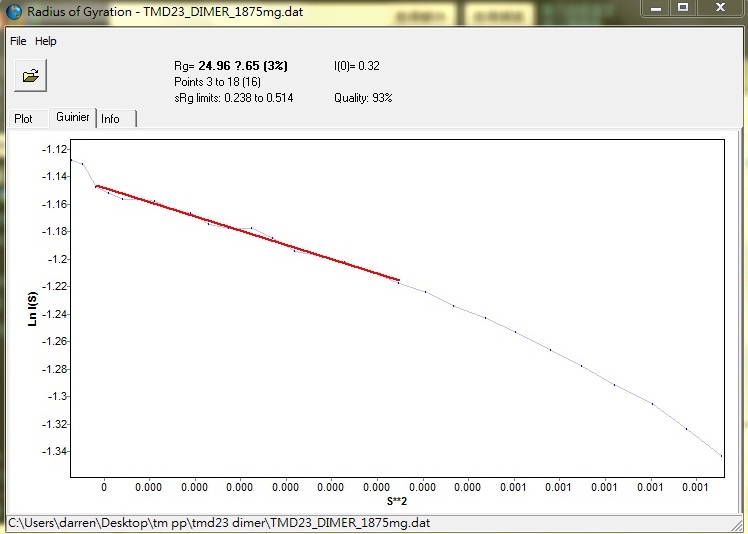 Radius of Gyration - TMD23_DIMER_1875mg.dat
File Help
Rg= 24.96 ?.65 (3%) I(0)= 0.32
Points 3 to 18 (16)
sRg limits: 0.238 to 0.514 Quality: 93%
Plot Guinier Info
-1.12
-1.14
-1.16
-1.18
-1.2
-1.22
-1.24
-1.26
-1.28
-1.3
-1.32
-1.34
Ln I(S)
0 0.000 0.000 0.000 0.000 0.000 0.000 0.000 0.000 0.001 0.001 0.001 0.001 0.001
S**2
C:\Users\darren\Desktop\tm pp\tmd23 dimer\TMD23_DIMER_1875mg.dat